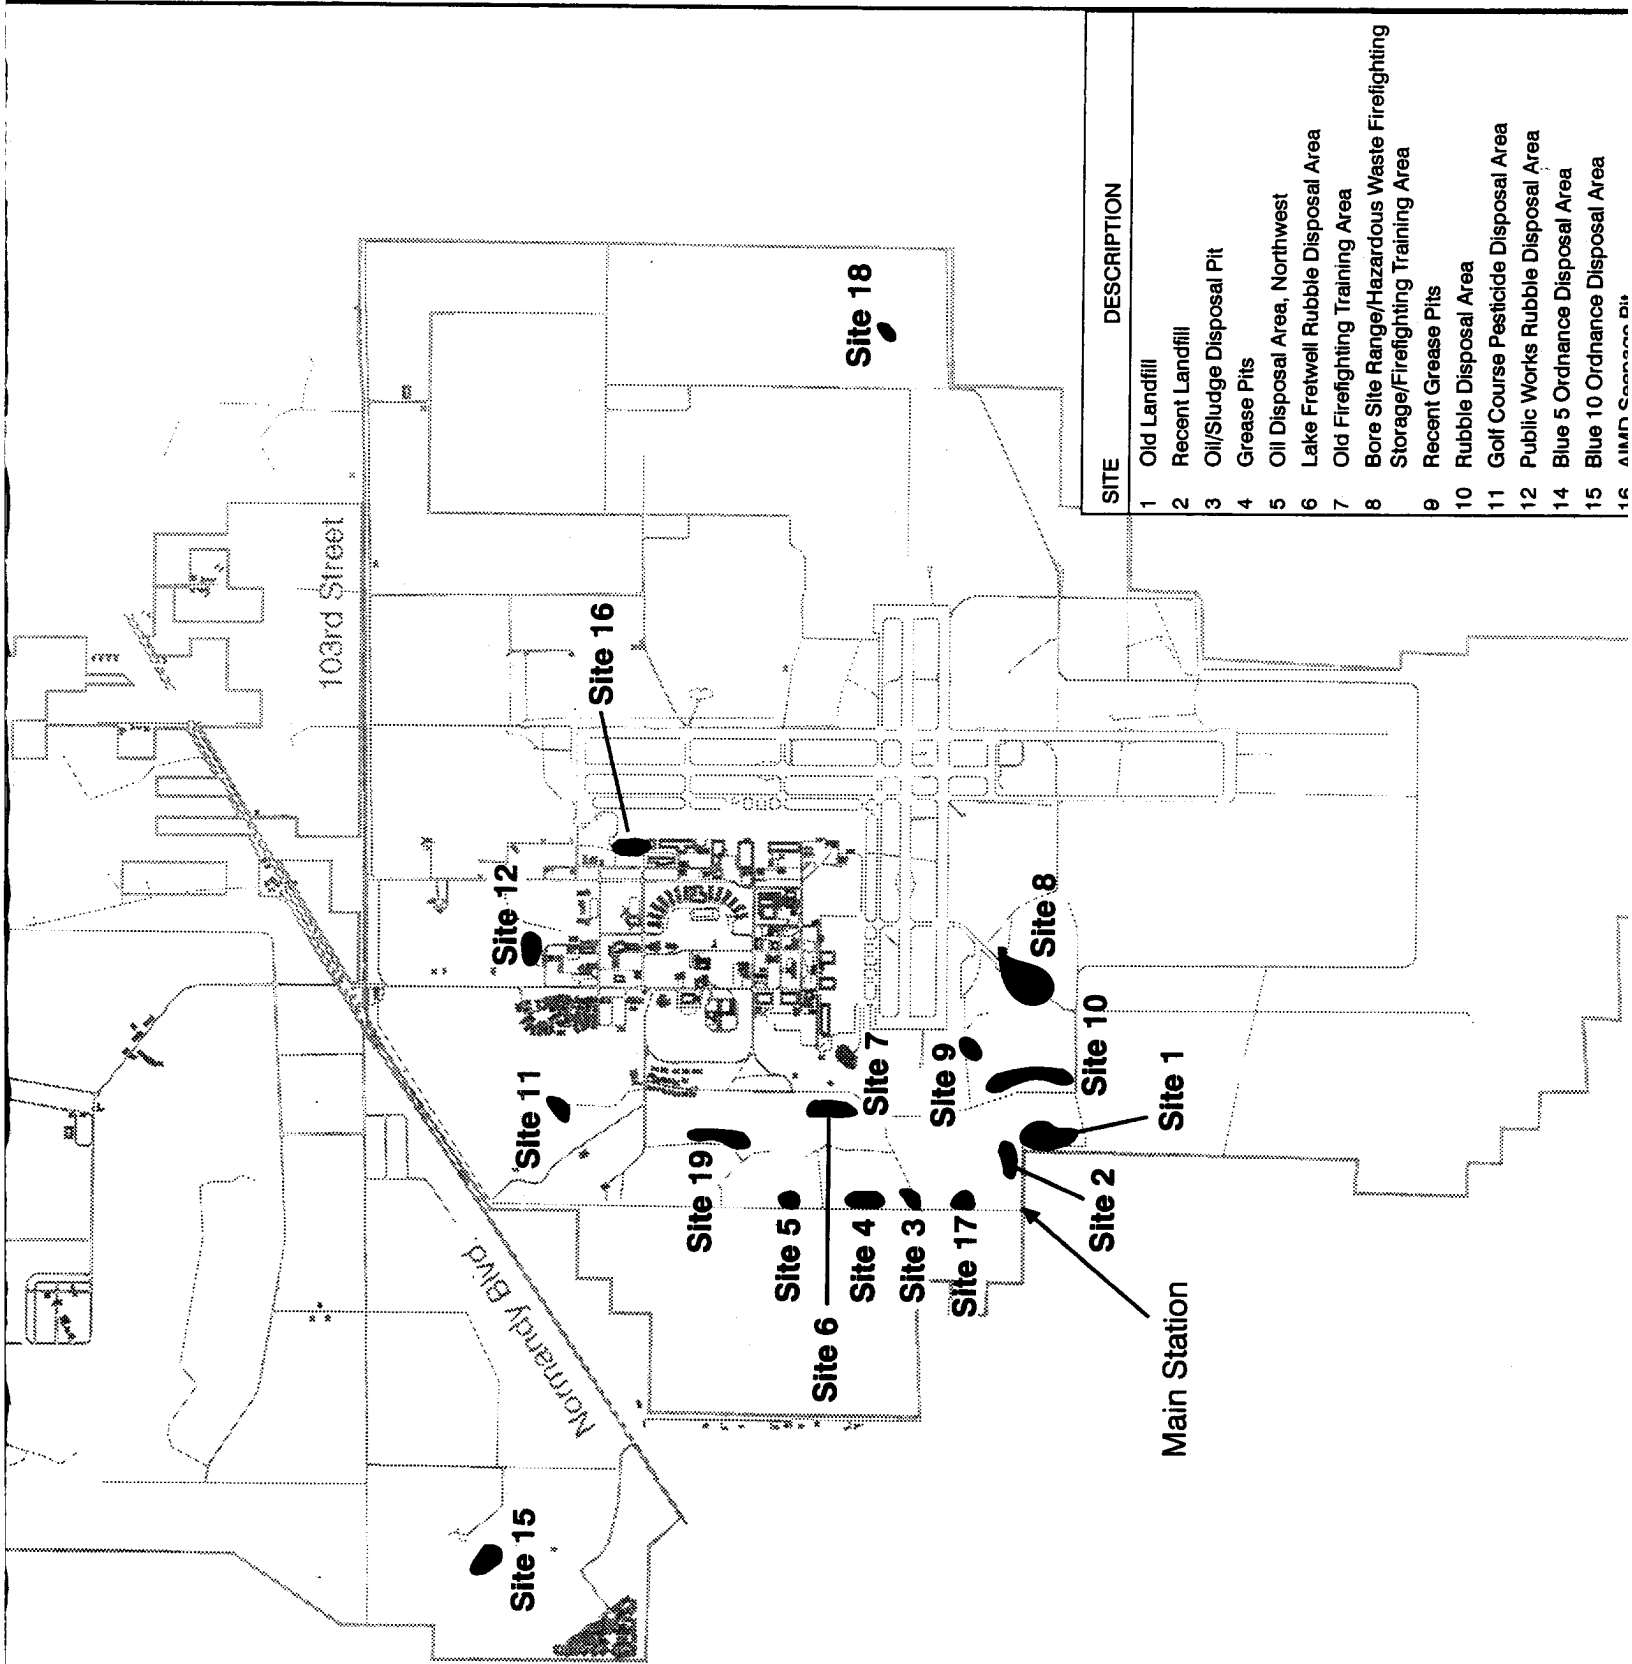 103rd Street
Normandy Blvd.
Site 18
Site 16
Site 12
Site 11
Site 15
Site 19
Site 5
Site 4
Site 3
Site 17
Site 6
Site 7
Site 9
Site 8
Site 10
Site 1
Site 2
Main Station
SITE DESCRIPTION
1 Old Landfill
2 Recent Landfill
3 Oil/Sludge Disposal Pit
4 Grease Pits
5 Oil Disposal Area, Northwest
6 Lake Fretwell Rubble Disposal Area
7 Old Firefighting Training Area
8 Bore Site Range/Hazardous Waste Firefighting
Storage/Firefighting Training Area
9 Recent Grease Pits
10 Rubble Disposal Area
11 Golf Course Pesticide Disposal Area
12 Public Works Rubble Disposal Area
14 Blue 5 Ordnance Disposal Area
15 Blue 10 Ordnance Disposal Area
16 AIMD Seepage Pit